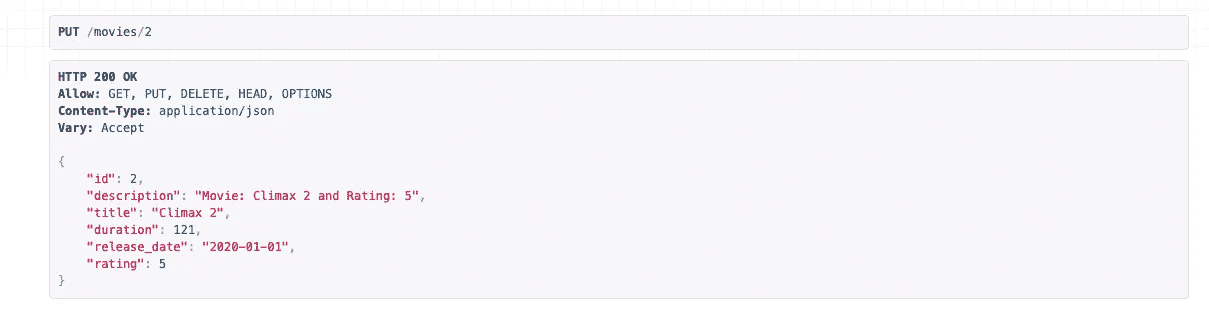 PUT /movies/2
HTTP 200 OK
Allow: GET, PUT, DELETE, HEAD, OPTIONS
Content-Type: application/json
Vary: Accept
{
    "id": 2,
    "description": "Movie: Climax 2 and Rating: 5",
    "title": "Climax 2",
    "duration": 121,
    "release_date": "2020-01-01",
    "rating": 5
}